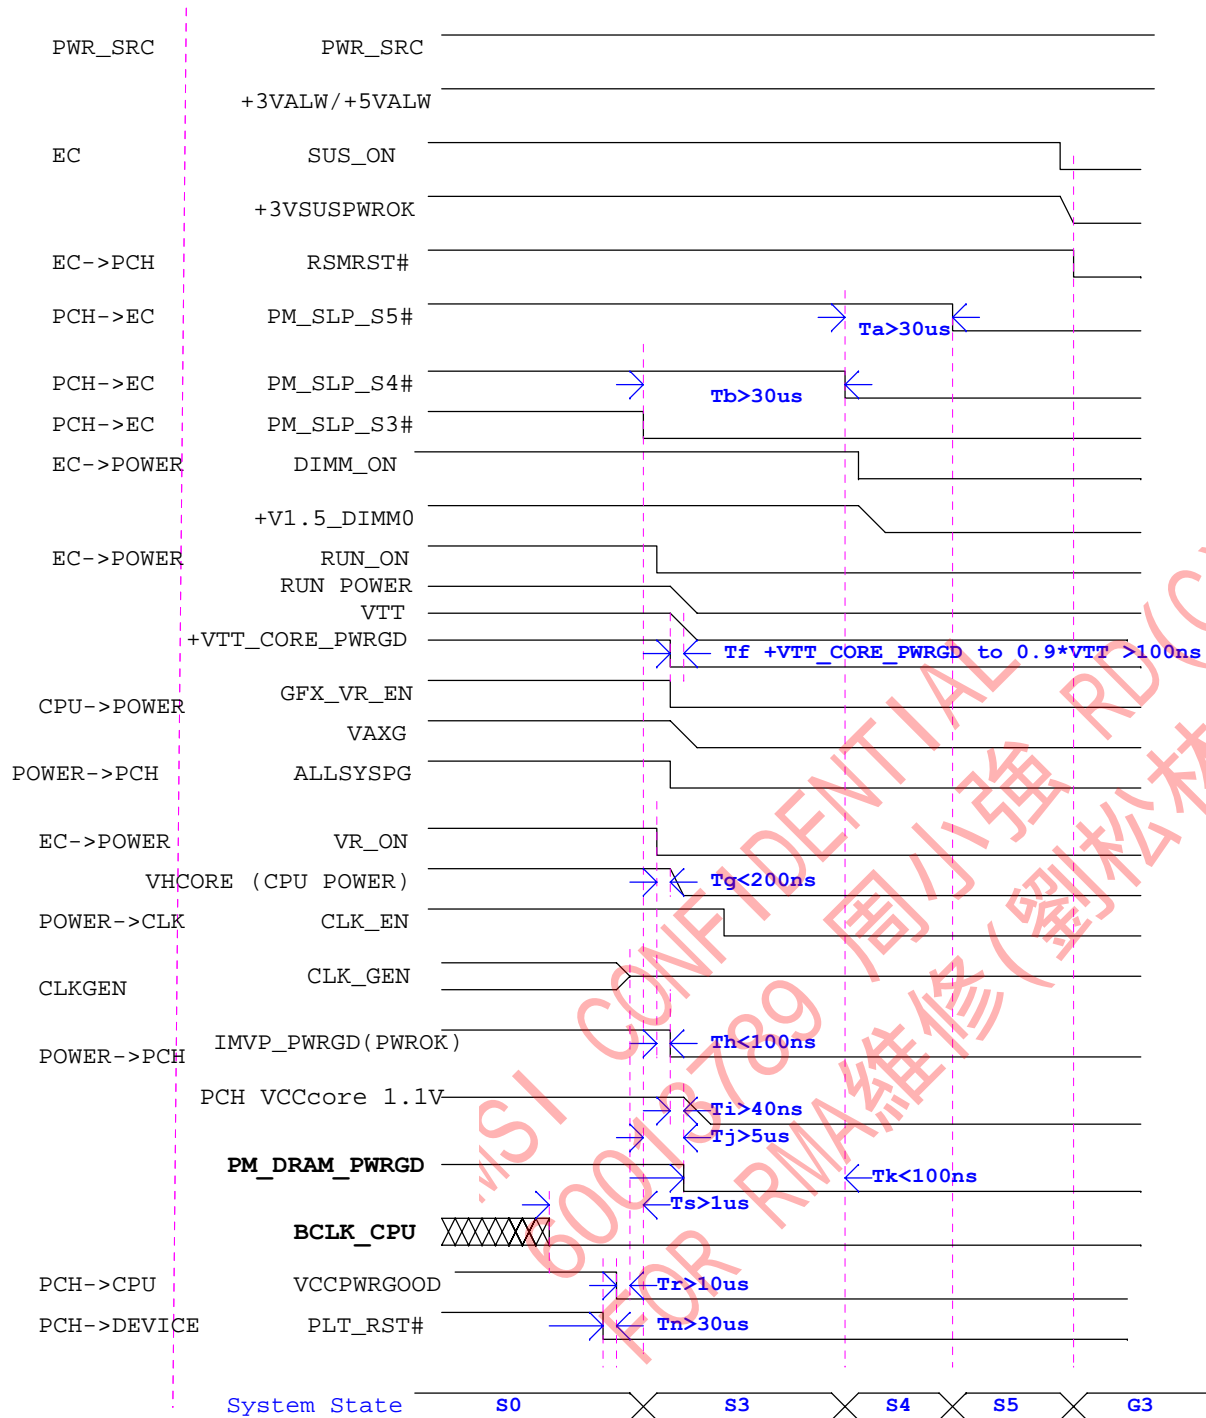 PWR_SRC PWR_SRC
+3VALW/+5VALW
EC SUS_ON
+3VSUSPWROK
EC->PCH RSMRST#
PCH->EC PM_SLP_S5# Ta>30us
PCH->EC PM_SLP_S4# Tb>30us
PCH->EC PM_SLP_S3#
EC->POWER DIMM_ON
+V1.5_DIMM0
EC->POWER RUN_ON
RUN POWER
VTT
+VTT_CORE_PWRGD Tf +VTT_CORE_PWRGD to 0.9*VTT >100ns
CPU->POWER GFX_VR_EN
VAXG
POWER->PCH ALLSYSPG
EC->POWER VR_ON
VHCORE (CPU POWER) Tg<200ns
POWER->CLK CLK_EN
CLKGEN CLK_GEN
POWER->PCH IMVP_PWRGD(PWROK) Th<100ns
PCH VCCcore 1.1V Ti>40ns
Tj>5us
PM_DRAM_PWRGD Tk<100ns
Ts>1us
BCLK_CPU
PCH->CPU VCCPWRGOOD Tr>10us
PCH->DEVICE PLT_RST# Tn>30us
System State S0 S3 S4 S5 G3
MSI CONFIDENTIAL
60013789 周小強 RD(C
FOR RMA維修(劉松林